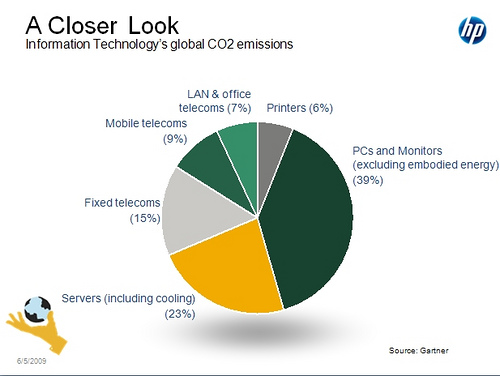 A Closer Look
Information Technology's global CO2 emissions
hp
LAN & office
telecoms (7%)
Printers (6%)
Mobile telecoms
(9%)
PCs and Monitors
(excluding embodied energy)
(39%)
Fixed telecoms
(15%)
Servers (including cooling)
(23%)
Source: Gartner
6/5/2009